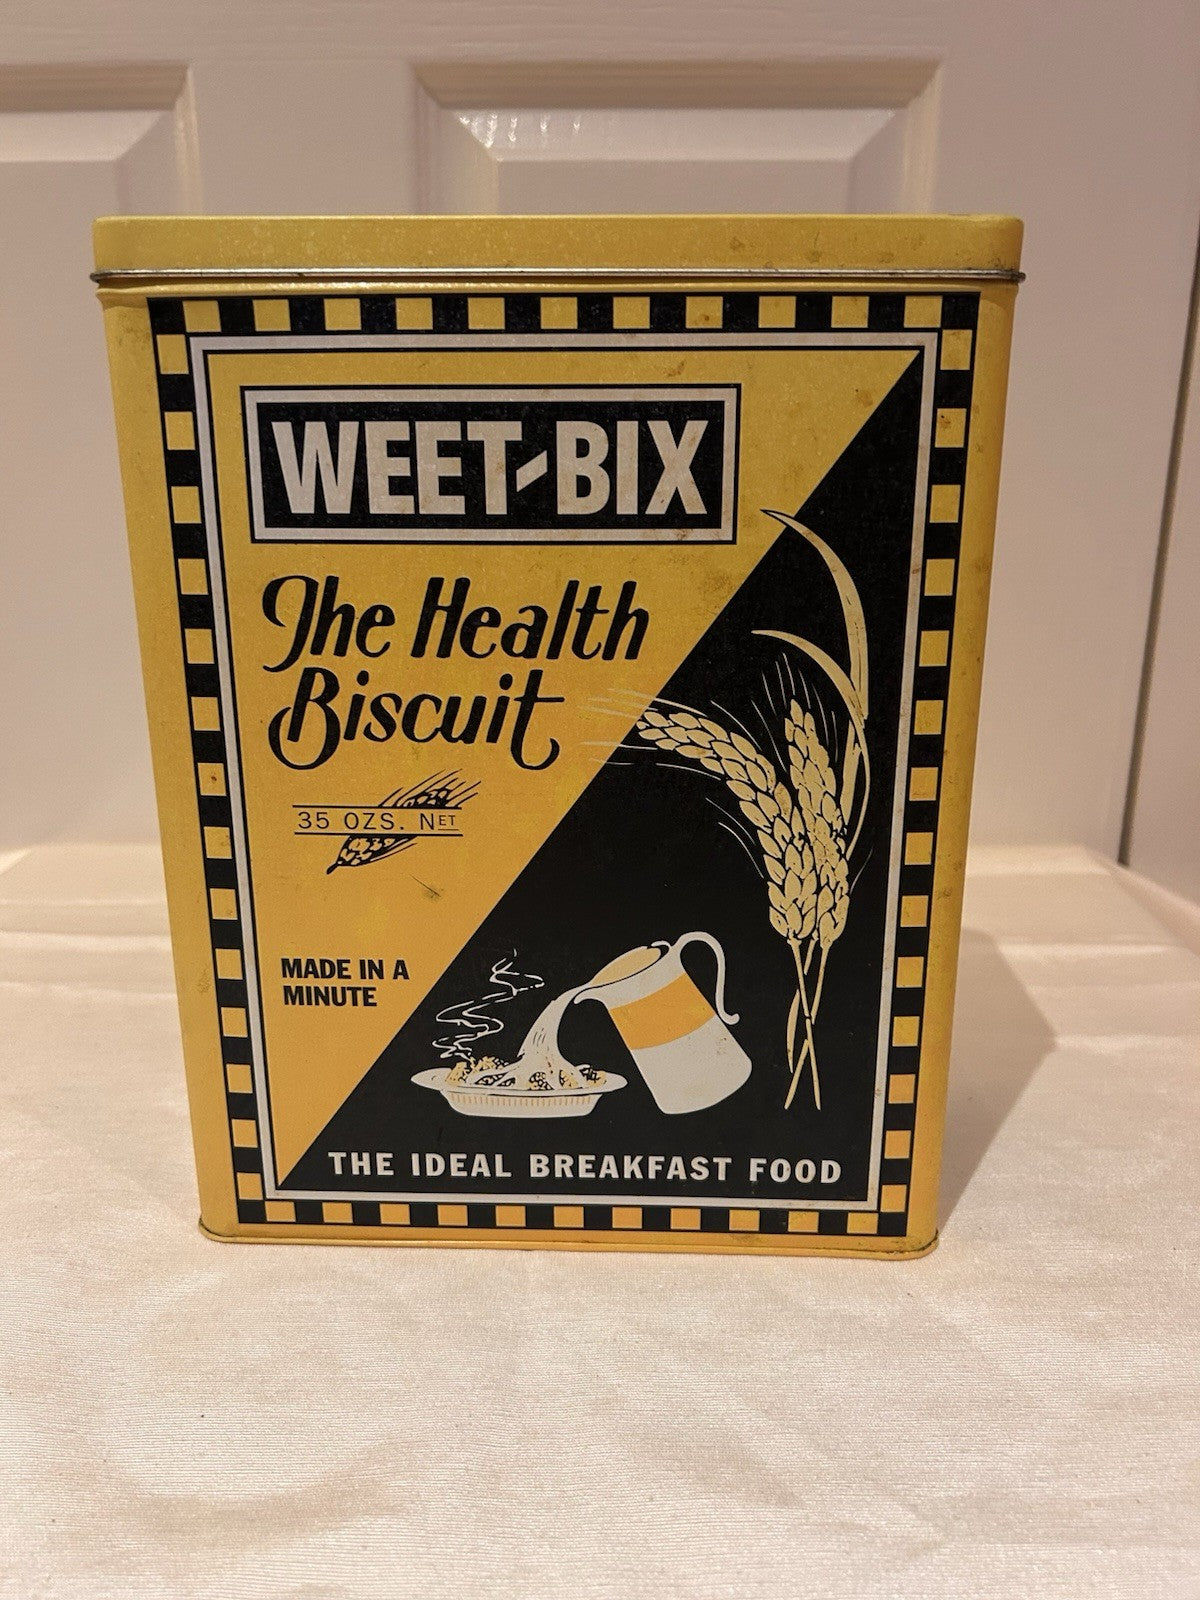 WEET-BIX
The Health
Biscuit
35 OZS. NET
MADE IN A
MINUTE
THE IDEAL BREAKFAST FOOD